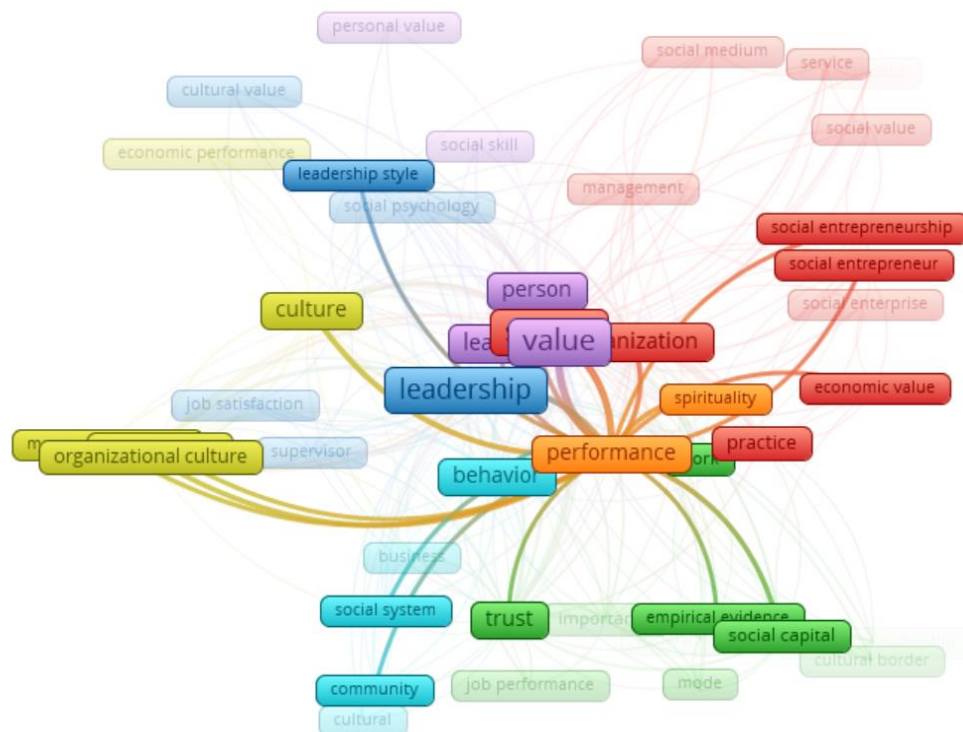 personal value
social medium
service
cultural value
social value
economic performance
social skill
leadership style
management
social psychology
social entrepreneurship
social entrepreneur
person
social enterprise
culture
value
leadership
economic value
spirituality
job satisfaction
practice
supervisor
performance
organizational culture
behavior
business
social system
trust
empirical evidence
social capital
cultural border
job performance
mode
community
cultural